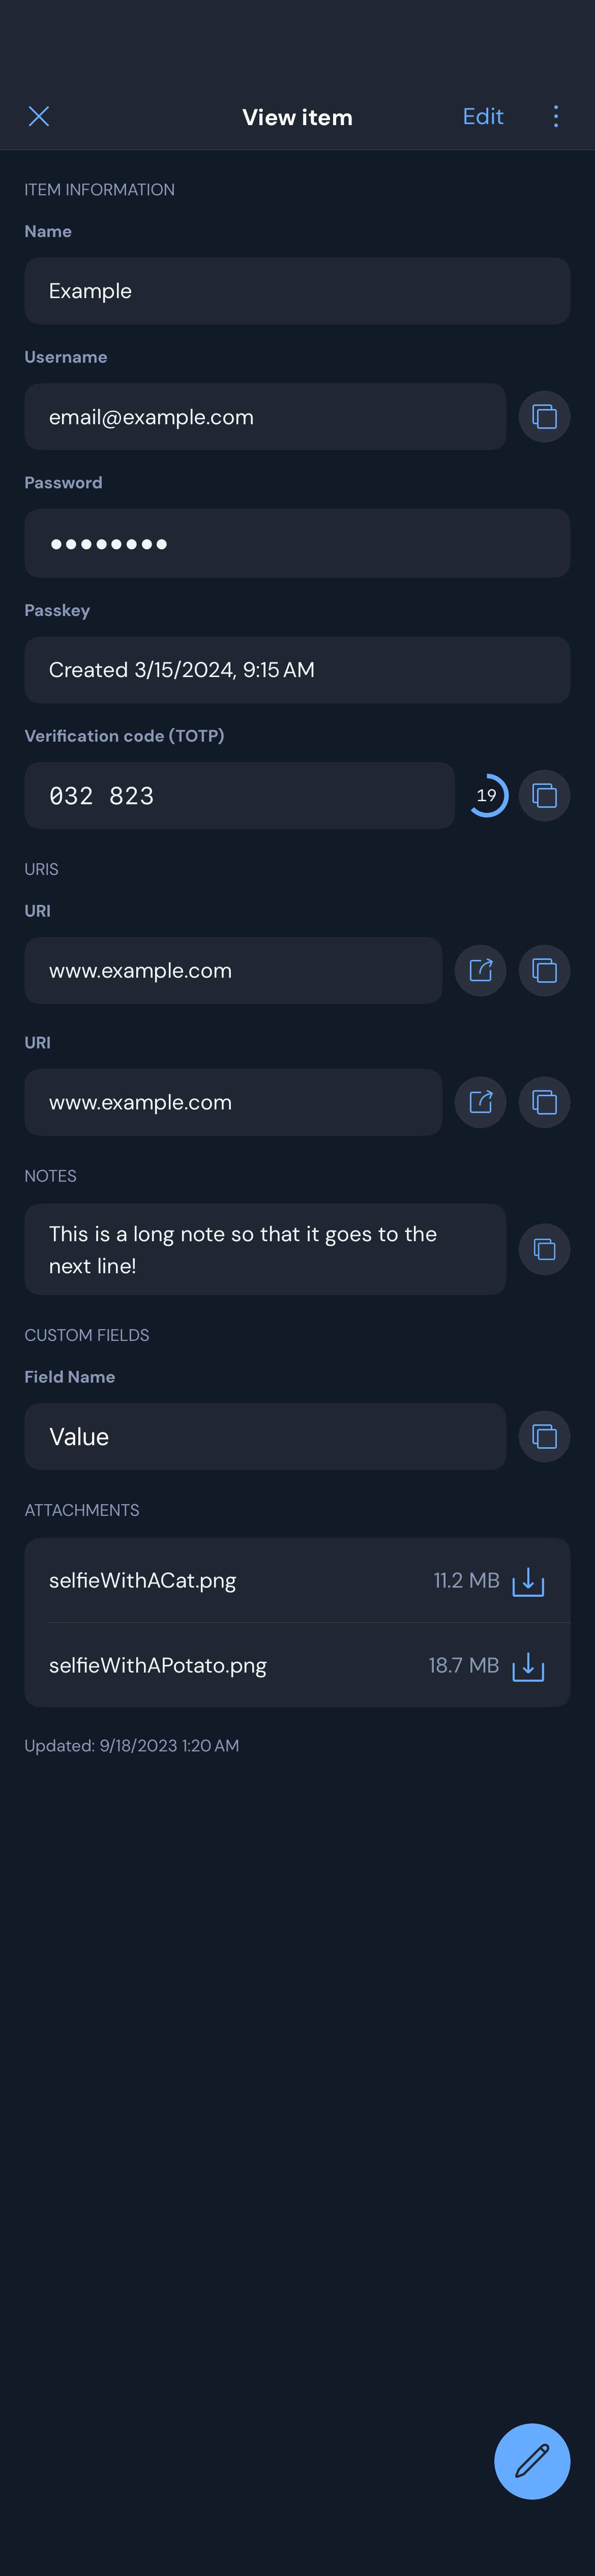 View item
Edit
ITEM INFORMATION
Name
Example
Username
email@example.com
Password
••••••••
Passkey
Created 3/15/2024, 9:15 AM
Verification code (TOTP)
032 823
19
URIS
URI
www.example.com
URI
www.example.com
NOTES
This is a long note so that it goes to the
next line!
CUSTOM FIELDS
Field Name
Value
ATTACHMENTS
selfieWithACat.png 11.2 MB
selfieWithAPotato.png 18.7 MB
Updated: 9/18/2023 1:20 AM